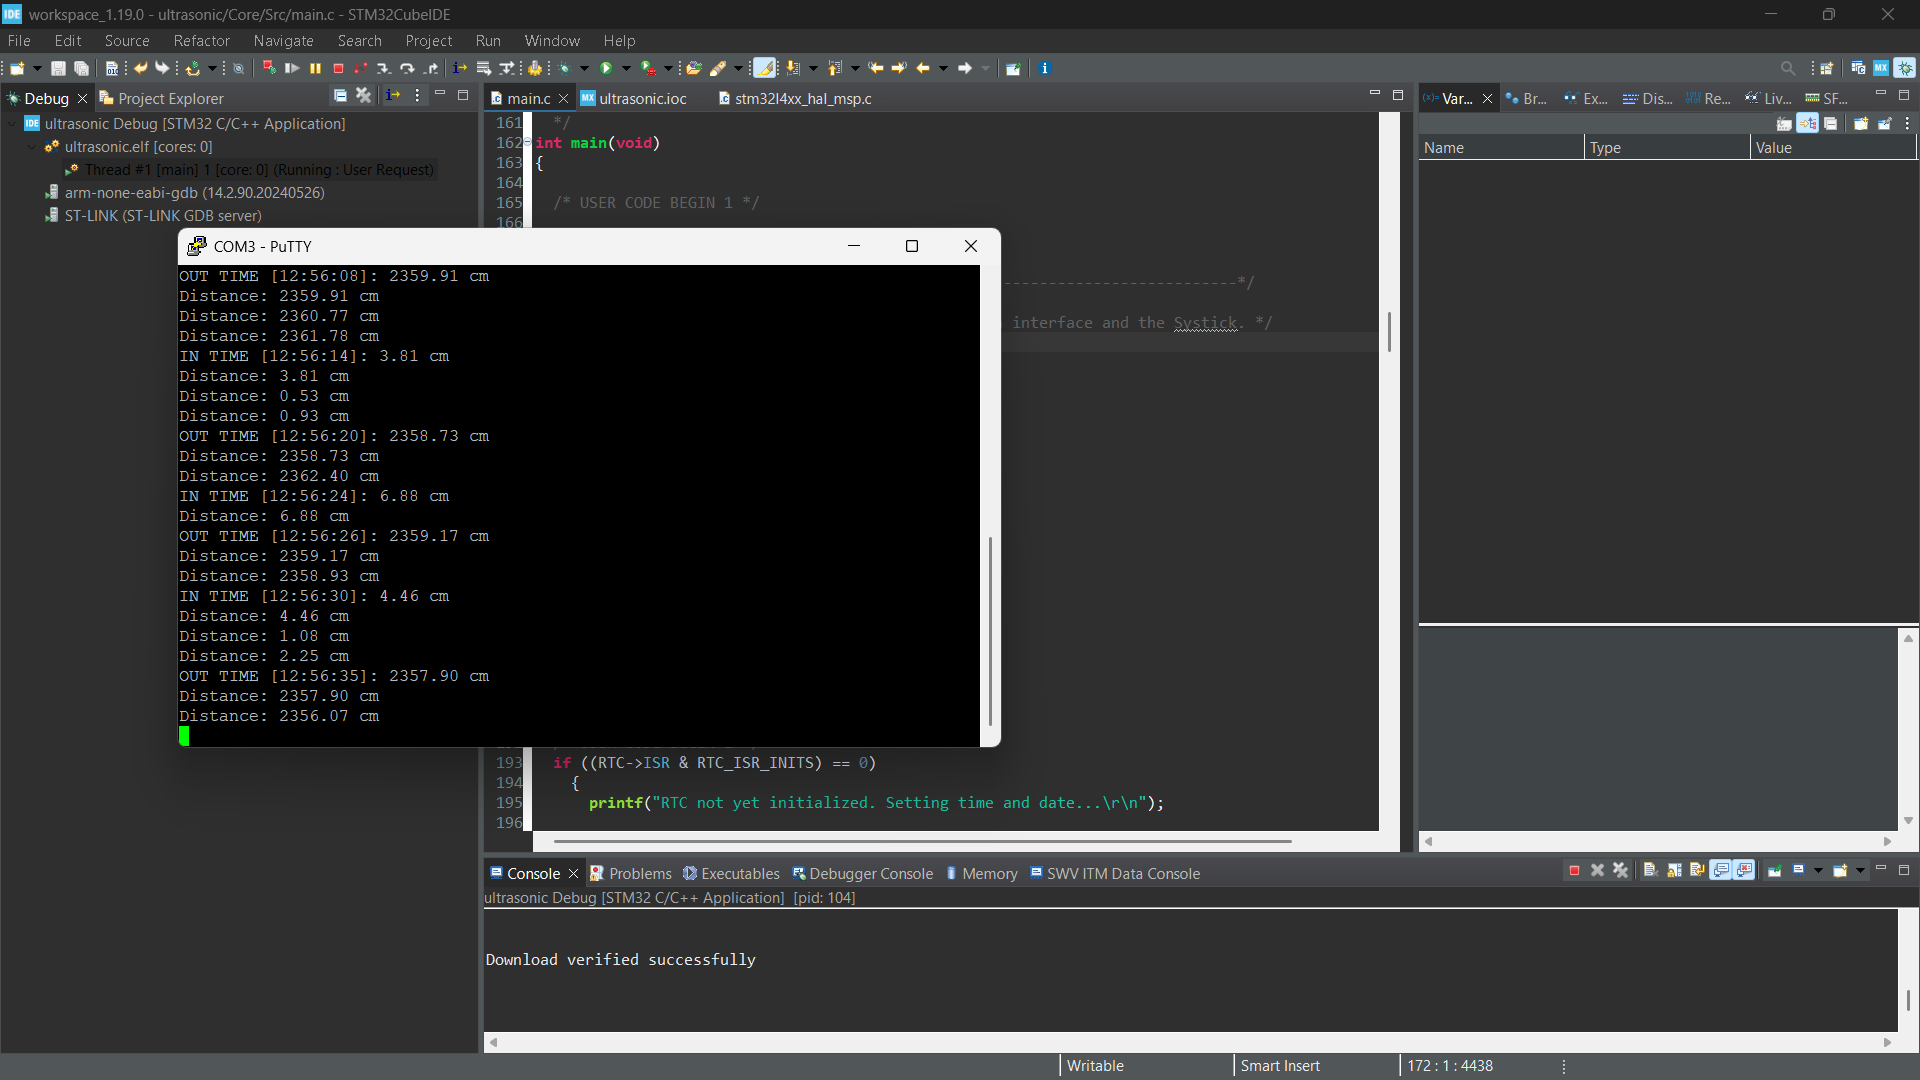 IDE workspace_1.19.0 - ultrasonic/Core/Src/main.c - STM32CubeIDE
File Edit Source Refactor Navigate Search Project Run Window Help
Debug Project Explorer
ultrasonic Debug [STM32 C/C++ Application]
ultrasonic.elf [cores: 0]
Thread #1 [main] 1 [core: 0] (Running : User Request)
arm-none-eabi-gdb (14.2.90.20240526)
ST-LINK (ST-LINK GDB server)
main.c MX ultrasonic.ioc stm32l4xx_hal_msp.c
161 */
162 int main(void)
163 {
164
165 /* USER CODE BEGIN 1 */
166
--------------------------*/
interface and the Systick. */
COM3 - PuTTY
OUT TIME [12:56:08]: 2359.91 cm
Distance: 2359.91 cm
Distance: 2360.77 cm
Distance: 2361.78 cm
IN TIME [12:56:14]: 3.81 cm
Distance: 3.81 cm
Distance: 0.53 cm
Distance: 0.93 cm
OUT TIME [12:56:20]: 2358.73 cm
Distance: 2358.73 cm
Distance: 2362.40 cm
IN TIME [12:56:24]: 6.88 cm
Distance: 6.88 cm
OUT TIME [12:56:26]: 2359.17 cm
Distance: 2359.17 cm
Distance: 2358.93 cm
IN TIME [12:56:30]: 4.46 cm
Distance: 4.46 cm
Distance: 1.08 cm
Distance: 2.25 cm
OUT TIME [12:56:35]: 2357.90 cm
Distance: 2357.90 cm
Distance: 2356.07 cm
193 if ((RTC->ISR & RTC_ISR_INITS) == 0)
194 {
195 printf("RTC not yet initialized. Setting time and date...\r\n");
196
(x)= Var... Br... Ex... Dis... Re... Liv... SF...
Name Type Value
Console Problems Executables Debugger Console Memory SWV ITM Data Console
ultrasonic Debug [STM32 C/C++ Application] [pid: 104]
Download verified successfully
Writable Smart Insert 172 : 1 : 4438